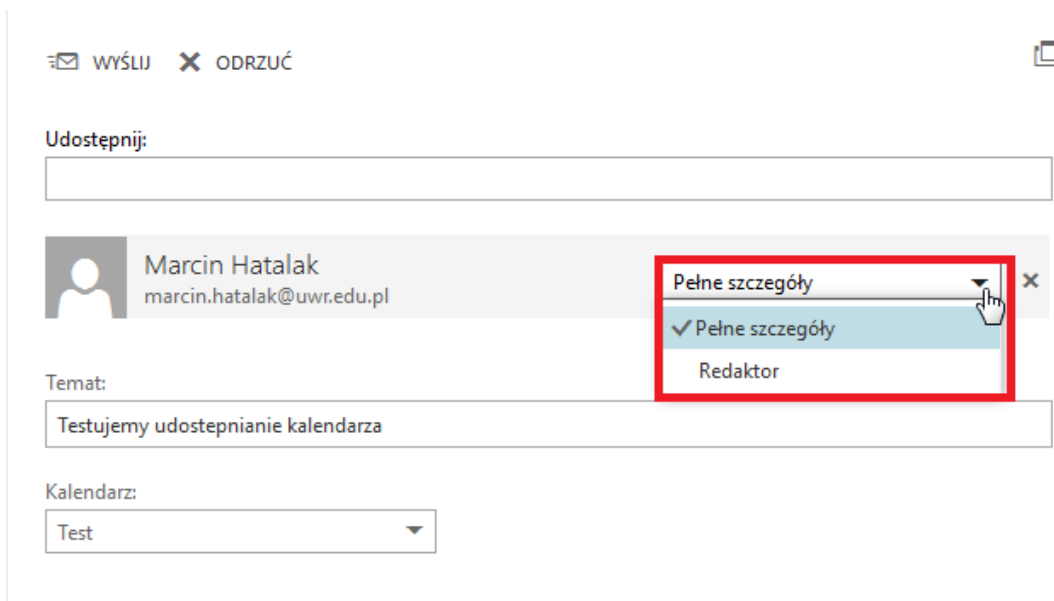 WYŚLIJ ODRZUĆ
Udostępnij:
Marcin Hatalak
marcin.hatalak@uwr.edu.pl
Pełne szczegóły
Pełne szczegóły
Redaktor
Temat:
Testujemy udostepnianie kalendarza
Kalendarz:
Test